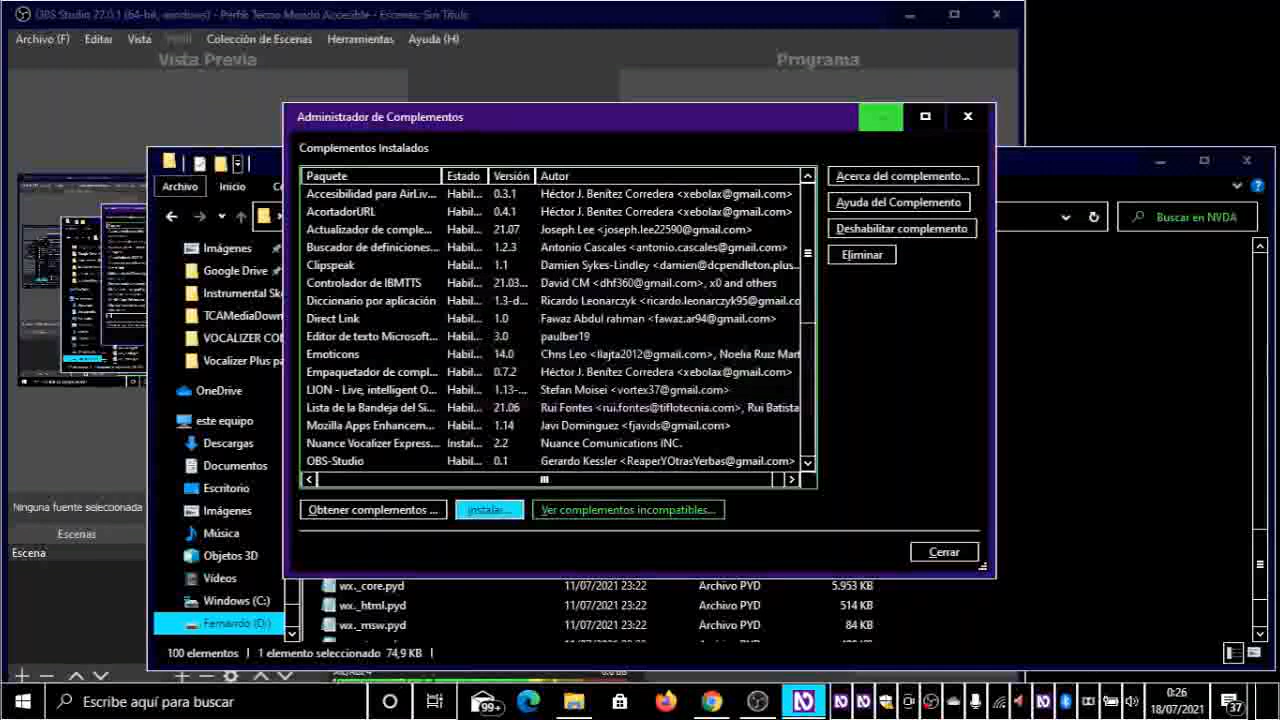 OBS Studio 27.0.1 (64-bit, windows) - Perfil: Tecno Mundo Accesible - Escenas: Sin Título
Archivo (F) Editar Vista Perfil Colección de Escenas Herramientas Ayuda (H)
Vista Previa Programa
Administrador de Complementos
Complementos Instalados
Paquete Estado Versión Autor
Accesibilidad para AirLiv... Habil... 0.3.1 Héctor J. Benítez Corredera <xebolax@gmail.com>
AcortadorURL Habil... 0.4.1 Héctor J. Benítez Corredera <xebolax@gmail.com>
Actualizador de comple... Habil... 21.07 Joseph Lee <joseph.lee22590@gmail.com>
Buscador de definiciones... Habil... 1.2.3 Antonio Cascales <antonio.cascales@gmail.com>
Clipspeak Habil... 1.1 Damien Sykes-Lindley <damien@dcpendleton.plus...
Controlador de IBMTTS Habil... 21.03... David CM <dhf360@gmail.com>, x0 and others
Diccionario por aplicación Habil... 1.3-d... Ricardo Leonarczyk <ricardo.leonarczyk95@gmail.co
Direct Link Habil... 1.0 Fawaz Abdul rahman <fawaz.ar94@gmail.com>
Editor de texto Microsoft... Habil... 3.0 paulber19
Emoticons Habil... 14.0 Chris Leo <llajta2012@gmail.com>, Noelia Ruiz Mart
Empaquetador de compl... Habil... 0.7.2 Héctor J. Benítez Corredera <xebolax@gmail.com>
LION - Live, intelligent O... Habil... 1.13-... Stefan Moisei <vortex37@gmail.com>
Lista de la Bandeja del Si... Habil... 21.06 Rui Fontes <rui.fontes@tiflotecnia.com>, Rui Batista
Mozilla Apps Enhancem... Habil... 1.14 Javi Dominguez <fjavids@gmail.com>
Nuance Vocalizer Express... Instal... 2.2 Nuance Comunications INC.
OBS-Studio Habil... 0.1 Gerardo Kessler <ReaperYOtrasYerbas@gmail.com>
Acerca del complemento...
Ayuda del Complemento
Deshabilitar complemento
Eliminar
Obtener complementos ... Instalar... Ver complementos incompatibles...
Cerrar
Archivo Inicio
Buscar en NVDA
Imágenes
Google Drive
Instrumental Sk
TCAMediaDown
VOCALIZER COI
Vocalizer Plus pa
OneDrive
este equipo
Descargas
Documentos
Escritorio
Imágenes
Música
Objetos 3D
Vídeos
Windows (C:)
Fernando (D:)
wx._core.pyd 11/07/2021 23:22 Archivo PYD 5.953 KB
wx._html.pyd 11/07/2021 23:22 Archivo PYD 514 KB
wx._msw.pyd 11/07/2021 23:22 Archivo PYD 84 KB
100 elementos 1 elemento seleccionado 74,9 KB
Ninguna fuente seleccionada
Escenas
Escena
Escribe aquí para buscar
99+
0:26
18/07/2021
37